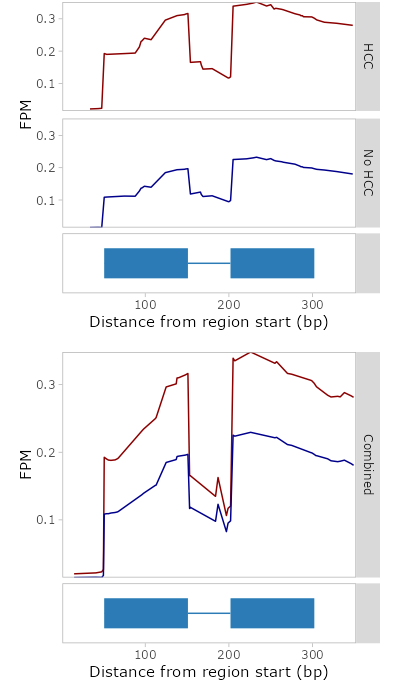 0.3
0.2
0.1
HCC
FPM
0.3
0.2
0.1
No HCC
100 200 300
Distance from region start (bp)
0.3
0.2
0.1
FPM
Combined
100 200 300
Distance from region start (bp)